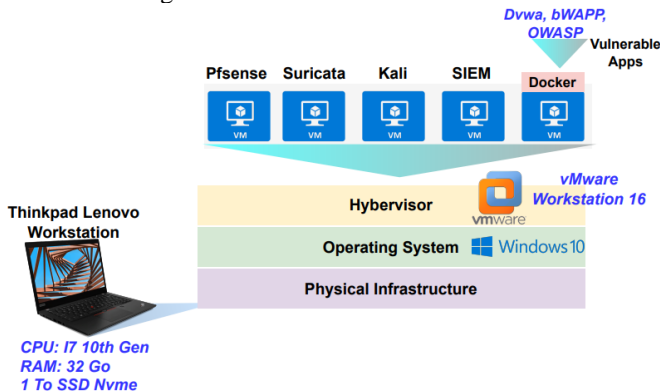 Dvwa, bWAPP,
OWASP
Vulnerable
Apps
Pfsense Suricata Kali SIEM Docker
VM VM VM VM VM
vMware
Workstation 16
Hybervisor
vmware
Thinkpad Lenovo
Workstation
Operating System Windows10
Physical Infrastructure
CPU: I7 10th Gen
RAM: 32 Go
1 To SSD Nvme